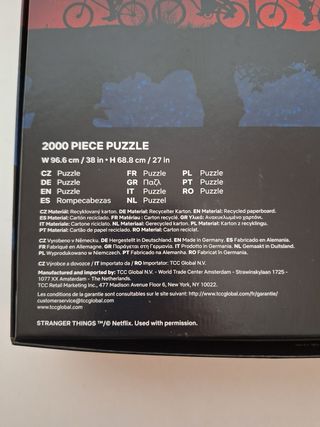 2000 PIECE PUZZLE
W 96.6 cm / 38 in • H 68.8 cm / 27 in
CZ Puzzle FR Puzzle PL Puzzle
DE Puzzle GR Παζλ PT Puzzle
EN Puzzle IT Puzzle RO Puzzle
ES Rompecabezas NL Puzzel
CZ Materiál: Recyklovaný karton. DE Material: Recycelter Karton. EN Material: Recycled paperboard.
ES Material: Cartón reciclado. FR Matériau : Carton recyclé. GR Υλικό: Ανακυκλωμένο χαρτόνι.
IT Materiale: Cartone riciclato. NL Materiaal: Gerecycled karton. PL Materiał: Karton z recyklingu.
PT Material: Cartão de papel reciclado. RO Material: Carton reciclat.
CZ Vyrobeno v Německu. DE Hergestellt in Deutschland. EN Made in Germany. ES Fabricado en Alemania.
FR Fabriqué en Allemagne. GR Παράγεται στη Γερμανία. IT Prodotto in Germania. NL Gemaakt in Duitsland.
PL Wyprodukowano w Niemczech. PT Fabricado na Alemanha. RO Fabricat în Germania.
CZ Výrobce a dovozce / IT Importato da / RO Importator: TCC Global N.V.
Manufactured and imported by: TCC Global N.V. - World Trade Center Amsterdam - Strawinskylaan 1725 -
1077 XX Amsterdam - The Netherlands.
TCC Retail Marketing Inc., 477 Madison Avenue Floor 6, New York, NY 10022.
Les conditions de la garantie sont consultables sur le site suivant: http://www.tccglobal.com/fr/garantie/
customerservice@tccglobal.com
www.tccglobal.com
STRANGER THINGS ™/© Netflix. Used with permission.